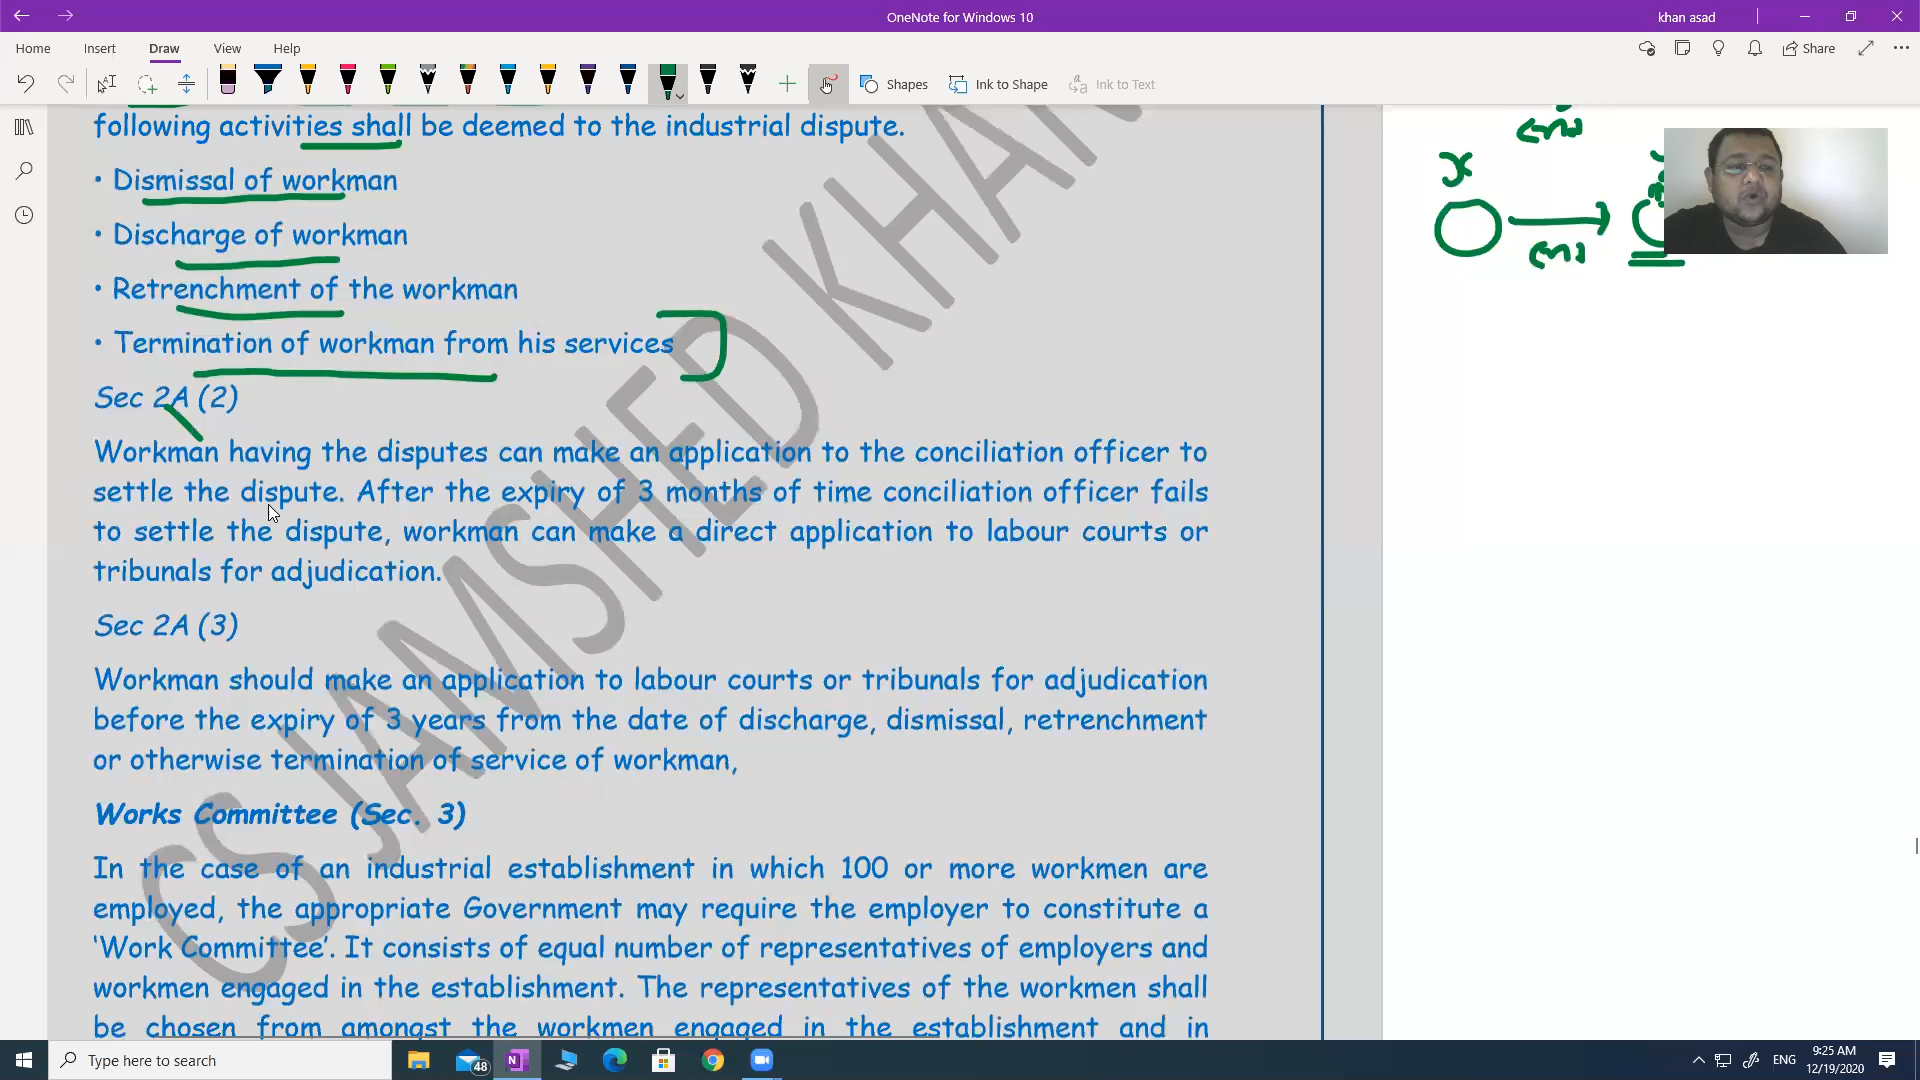 OneNote for Windows 10
khan asad
Home Insert Draw View Help
Share
Shapes Ink to Shape Ink to Text
following activities shall be deemed to the industrial dispute.
• Dismissal of workman
• Discharge of workman
• Retrenchment of the workman
• Termination of workman from his services
Sec 2A (2)
Workman having the disputes can make an application to the conciliation officer to
settle the dispute. After the expiry of 3 months of time conciliation officer fails
to settle the dispute, workman can make a direct application to labour courts or
tribunals for adjudication.
Sec 2A (3)
Workman should make an application to labour courts or tribunals for adjudication
before the expiry of 3 years from the date of discharge, dismissal, retrenchment
or otherwise termination of service of workman,
Works Committee (Sec. 3)
In the case of an industrial establishment in which 100 or more workmen are
employed, the appropriate Government may require the employer to constitute a
'Work Committee'. It consists of equal number of representatives of employers and
workmen engaged in the establishment. The representatives of the workmen shall
be chosen from amongst the workmen engaged in the establishment and in
CS JAMSHED KHAN
x
Type here to search
48
ENG
9:25 AM
12/19/2020